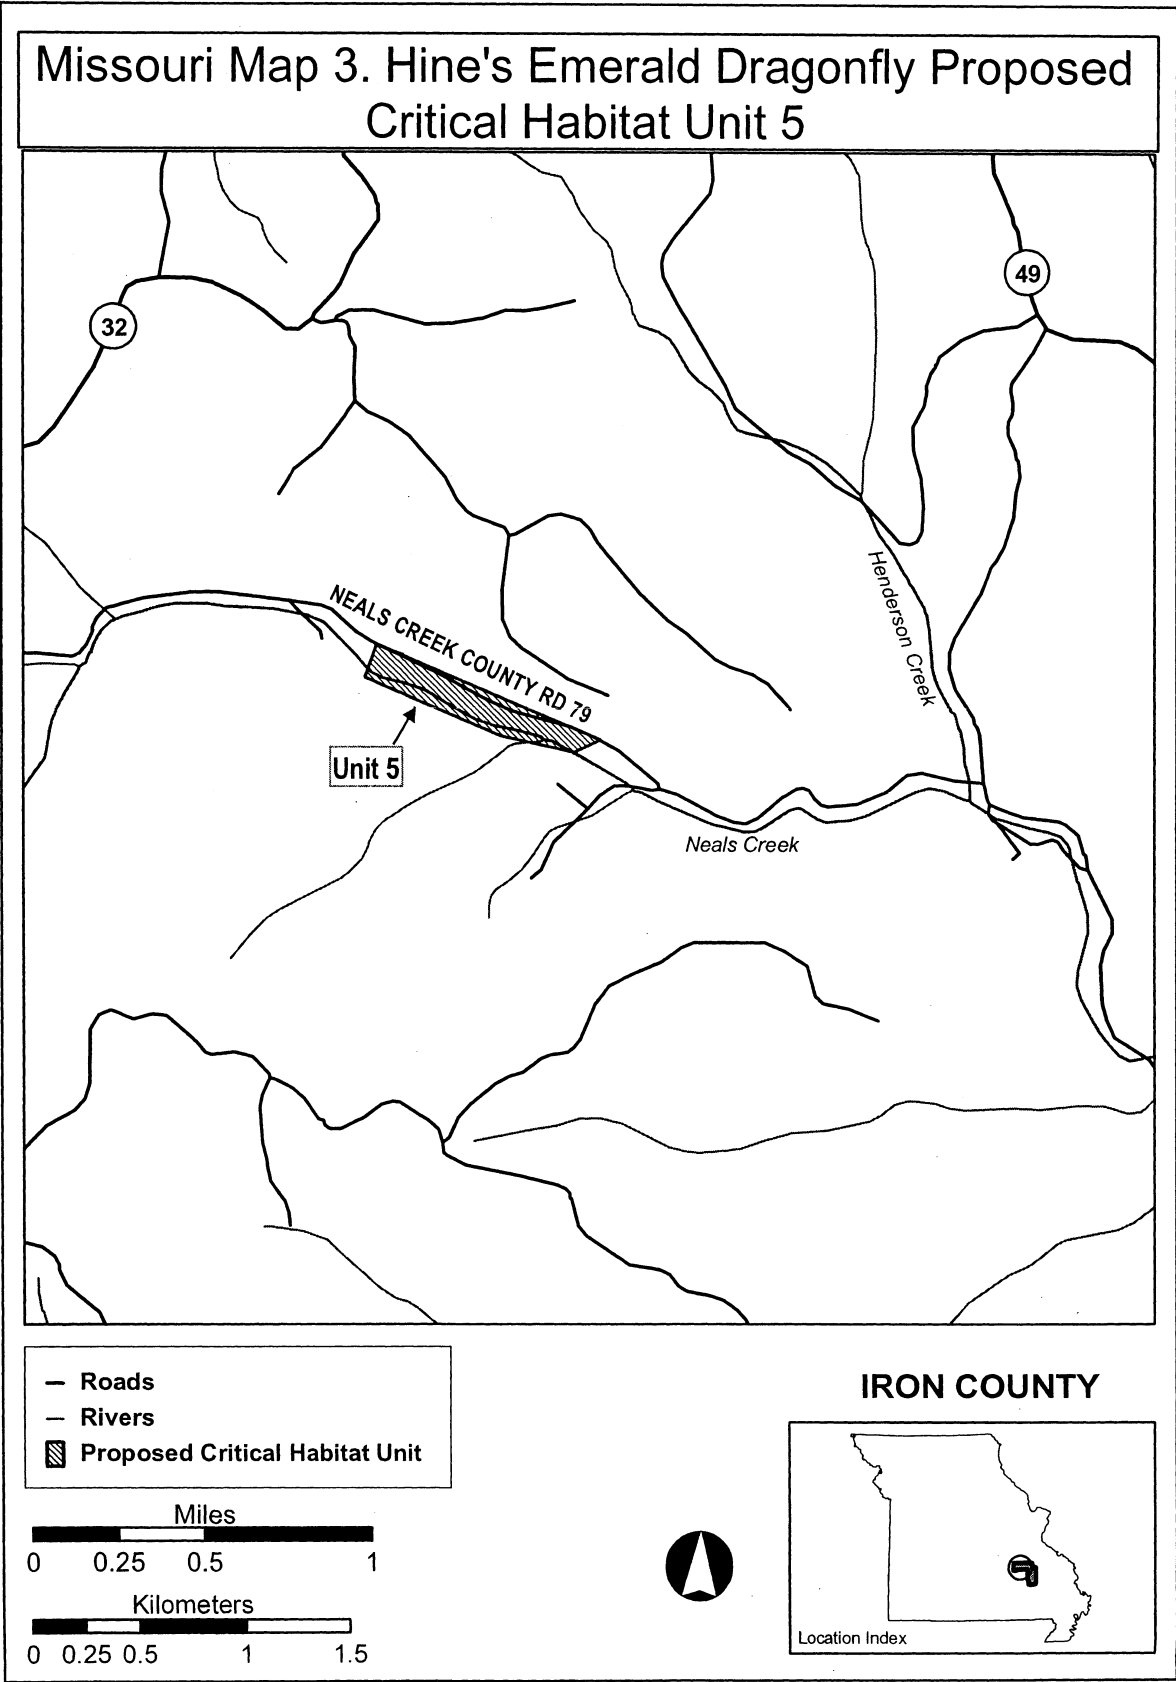 Missouri Map 3. Hine's Emerald Dragonfly Proposed
Critical Habitat Unit 5
49
32
Henderson Creek
NEALS CREEK COUNTY RD 79
Unit 5
Neals Creek
Roads
Rivers
Proposed Critical Habitat Unit
Miles
0 0.25 0.5 1
Kilometers
0 0.25 0.5 1 1.5
IRON COUNTY
Location Index